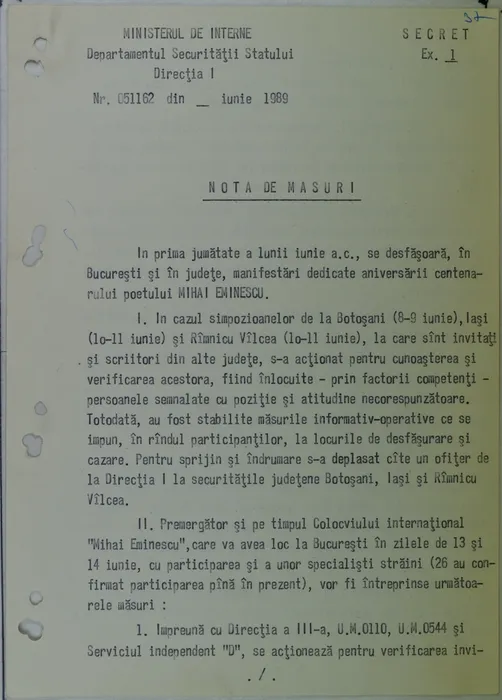 37
MINISTERUL DE INTERNE
SECRET
Departamentul Securităţii Statului
Ex. 1
Direcţia I
Nr. 051162 din _ iunie 1989
NOTA DE MASURI
In prima jumătate a lunii iunie a.c., se desfăşoară, în
Bucureşti şi în judeţe, manifestări dedicate aniversării centena-
rului poetului MIHAI EMINESCU.
I. In cazul simpozioanelor de la Botoşani (8-9 iunie),Iaşi
(lo-ll iunie) şi Rîmnicu Vîlcea (lo-ll iunie), la care sînt invitaţi
şi scriitori din alte judeţe, s-a acţionat pentru cunoaşterea şi
verificarea acestora, fiind înlocuite - prin factorii competenţi -
persoanele semnalate cu poziţie şi atitudine necorespunzătoare.
Totodată, au fost stabilite măsurile informativ-operative ce se
impun, în rîndul participanţilor, la locurile de desfăşurare şi
cazare. Pentru sprijin şi îndrumare s-a deplasat cîte un ofiţer de
la Direcţia I la securităţile judeţene Botoşani, Iaşi şi Rîmnicu
Vîlcea.
II. Premergător şi pe timpul Colocviului internaţional
"Mihai Eminescu",care va avea loc la Bucureşti în zilele de 13 şi
14 iunie, cu participarea şi a unor specialişti străini (26 au con-
firmat participarea pînă în prezent), vor fi întreprinse următoa-
rele măsuri :
1. Impreună cu Direcţia a III-a, U.M.0110, U.M.0544 şi
Serviciul independent "D", se acţionează pentru verificarea invi-
./.